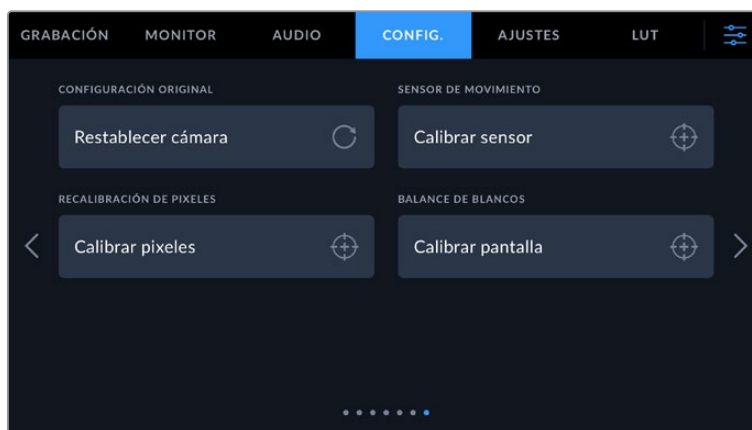 GRABACIÓN MONITOR AUDIO CONFIG. AJUSTES LUT
CONFIGURACIÓN ORIGINAL SENSOR DE MOVIMIENTO
Restablecer cámara Calibrar sensor
RECALIBRACIÓN DE PIXELES BALANCE DE BLANCOS
Calibrar pixeles Calibrar pantalla